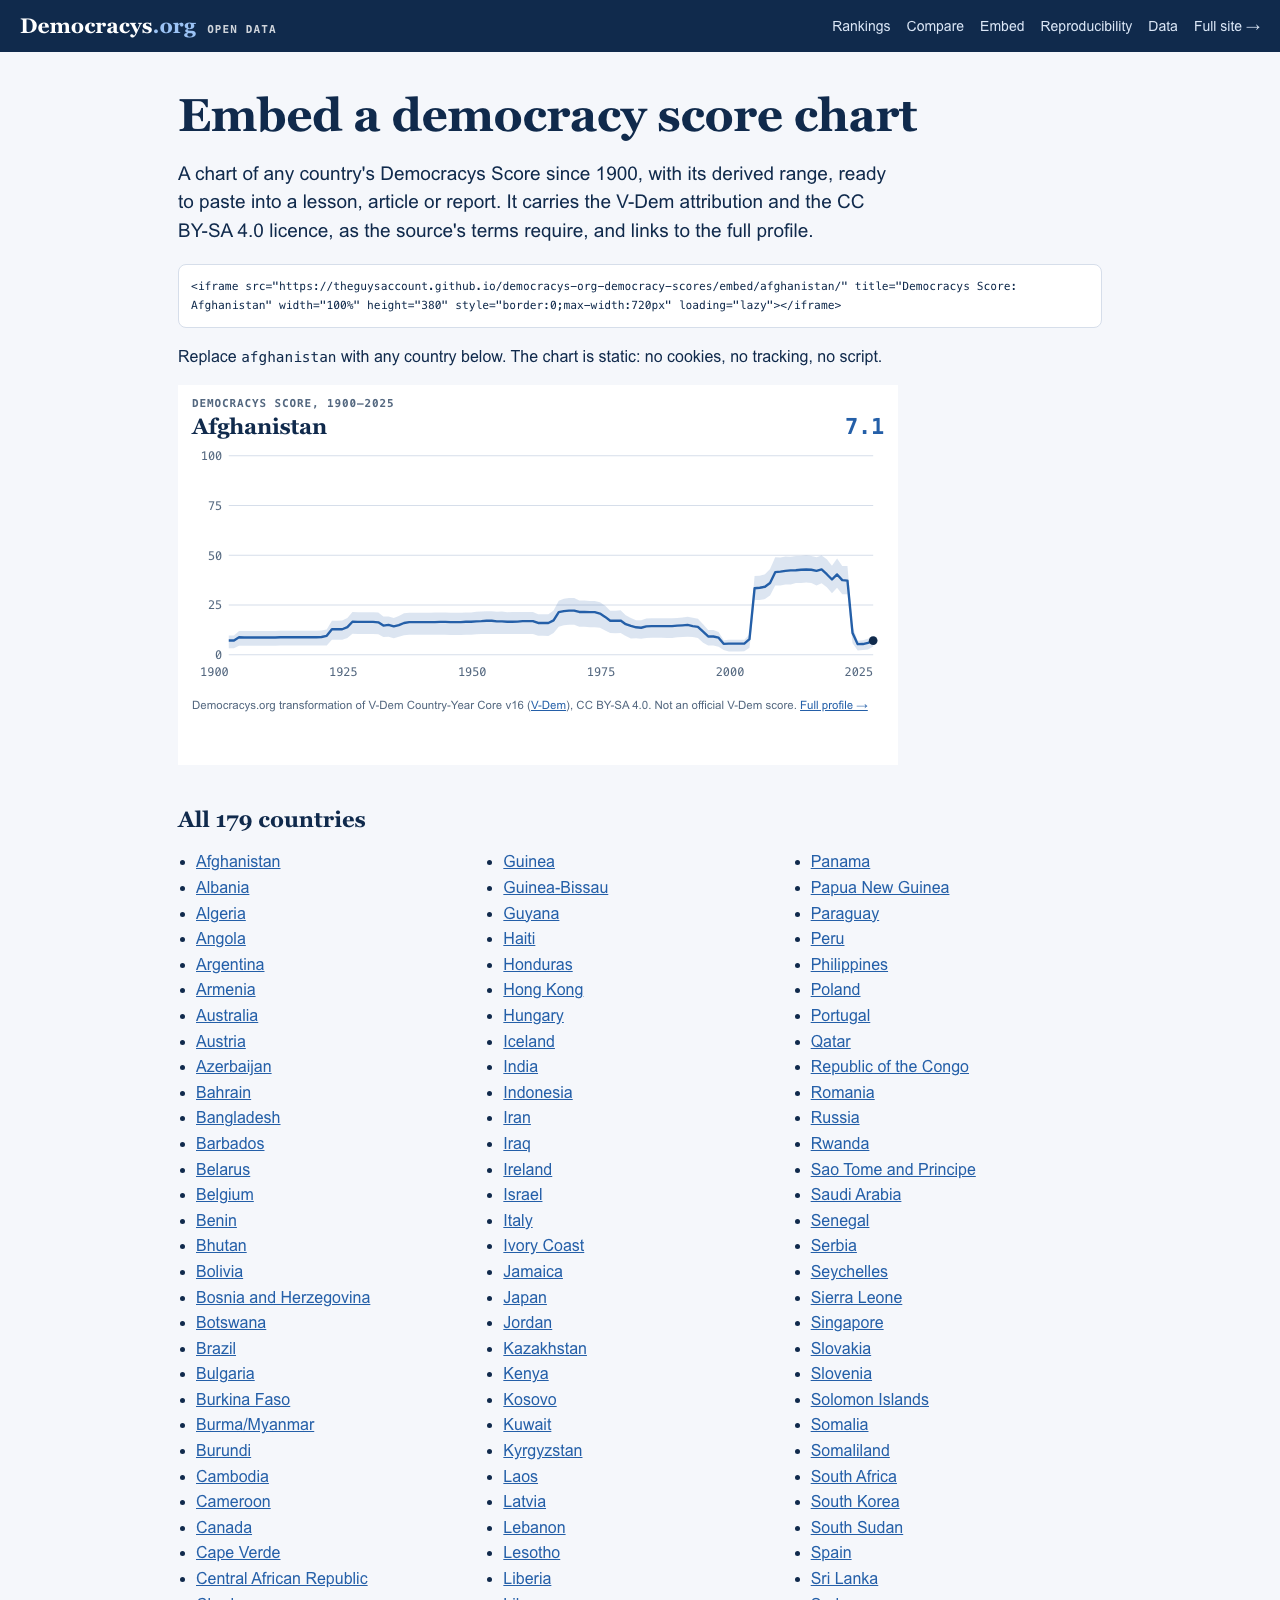 Democracys.org OPEN DATA
Rankings Compare Embed Reproducibility Data Full site →
Embed a democracy score chart
A chart of any country's Democracys Score since 1900, with its derived range, ready
to paste into a lesson, article or report. It carries the V-Dem attribution and the CC
BY-SA 4.0 licence, as the source's terms require, and links to the full profile.
<iframe src="https://theguysaccount.github.io/democracys-org-democracy-scores/embed/afghanistan/" title="Democracys Score:
Afghanistan" width="100%" height="380" style="border:0;max-width:720px" loading="lazy"></iframe>
Replace afghanistan with any country below. The chart is static: no cookies, no tracking, no script.
DEMOCRACYS SCORE, 1900–2025
Afghanistan 7.1
100
75
50
25
0
1900 1925 1950 1975 2000 2025
Democracys.org transformation of V-Dem Country-Year Core v16 (V-Dem), CC BY-SA 4.0. Not an official V-Dem score. Full profile →
All 179 countries
Afghanistan
Albania
Algeria
Angola
Argentina
Armenia
Australia
Austria
Azerbaijan
Bahrain
Bangladesh
Barbados
Belarus
Belgium
Benin
Bhutan
Bolivia
Bosnia and Herzegovina
Botswana
Brazil
Bulgaria
Burkina Faso
Burma/Myanmar
Burundi
Cambodia
Cameroon
Canada
Cape Verde
Central African Republic
Guinea
Guinea-Bissau
Guyana
Haiti
Honduras
Hong Kong
Hungary
Iceland
India
Indonesia
Iran
Iraq
Ireland
Israel
Italy
Ivory Coast
Jamaica
Japan
Jordan
Kazakhstan
Kenya
Kosovo
Kuwait
Kyrgyzstan
Laos
Latvia
Lebanon
Lesotho
Liberia
Panama
Papua New Guinea
Paraguay
Peru
Philippines
Poland
Portugal
Qatar
Republic of the Congo
Romania
Russia
Rwanda
Sao Tome and Principe
Saudi Arabia
Senegal
Serbia
Seychelles
Sierra Leone
Singapore
Slovakia
Slovenia
Solomon Islands
Somalia
Somaliland
South Africa
South Korea
South Sudan
Spain
Sri Lanka